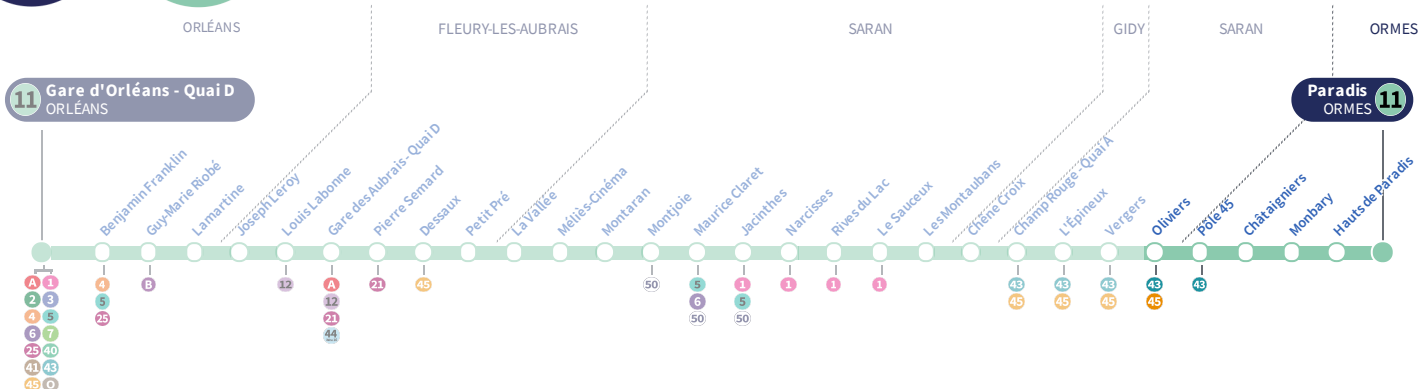 ORLÉANS
FLEURY-LES-AUBRAIS
SARAN
GIDY
SARAN
ORMES
11 Gare d'Orléans - Quai D
ORLÉANS
Paradis 11
ORMES
Benjamin Franklin
Guy-Marie Riobé
Lamartine
Joseph Leroy
Louis Labonne
Gare des Aubrais - Quai D
Pierre Semard
Dessaux
Petit Pré
La Vallée
Méliès-Cinéma
Montaran
Montjoie
Maurice Claret
Jacinthes
Narcisses
Rives du Lac
Le Sauceux
Les Montaubans
Chêne Croix
Champ Rouge - Quai A
L'Épineux
Vergers
Oliviers
Pôle 45
Châtaigniers
Monbary
Hauts de Paradis
A 1 4 B 12 A 21 45 50 5 1 1 1 1 43 43 43 43 43
2 3 5 12 6 5 45 45 45 45
4 5 25 21 50 50
6 7 44
25 40
41 43
45 O